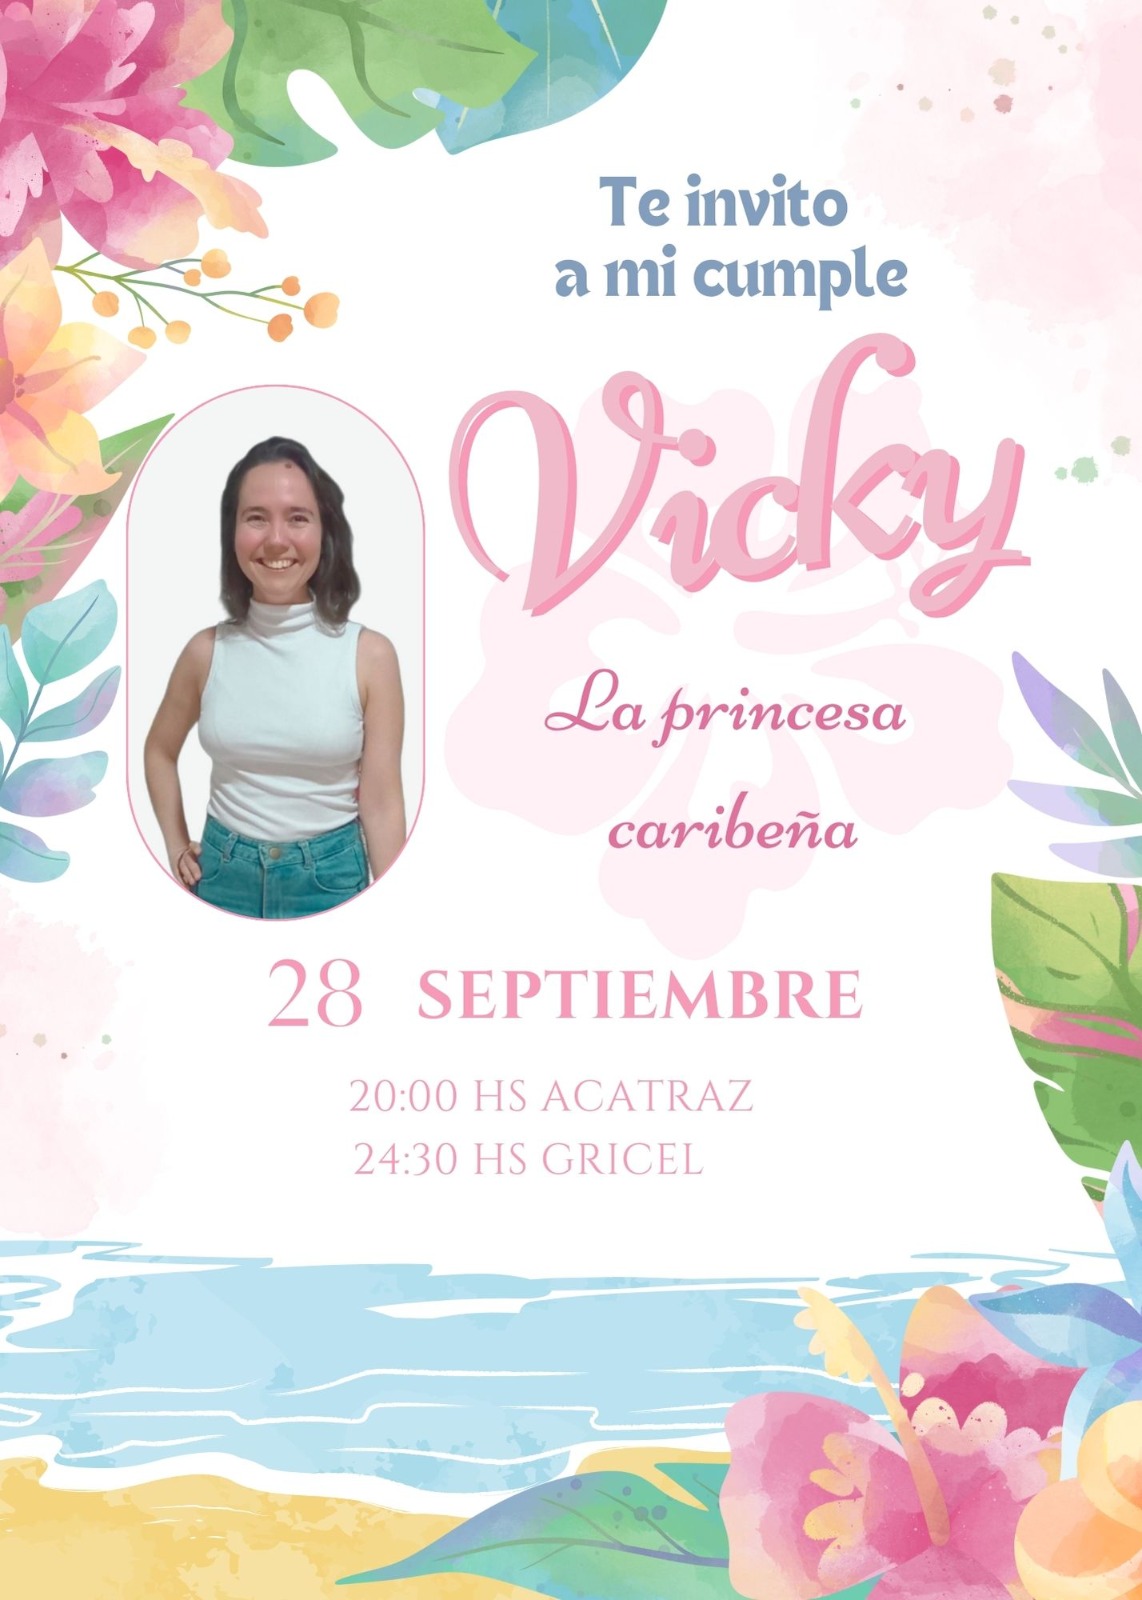 Te invito
a mi cumple
Vicky
La princesa
caribeña
28 SEPTIEMBRE
20:00 HS ACATRAZ
24:30 HS GRICEL